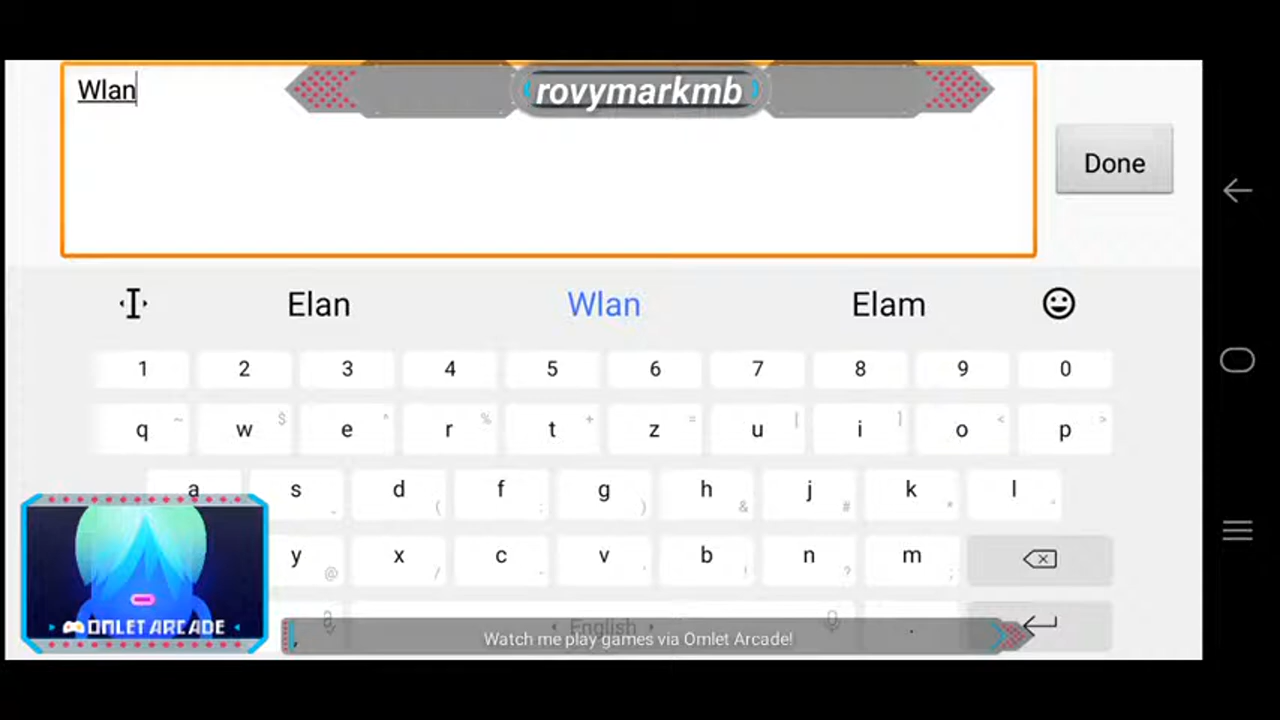 Wlan
rovymarkmb
Done
Elan Wlan Elam
1 2 3 4 5 6 7 8 9 0
q ~ w $ e ^ r % t + z = u [ i ] o < p >
a s _ d ( f : g ) h & j # k * l "
y @ x / c - v ' b ! n ? m ;
, English .
Watch me play games via Omlet Arcade!
OMLET ARCADE